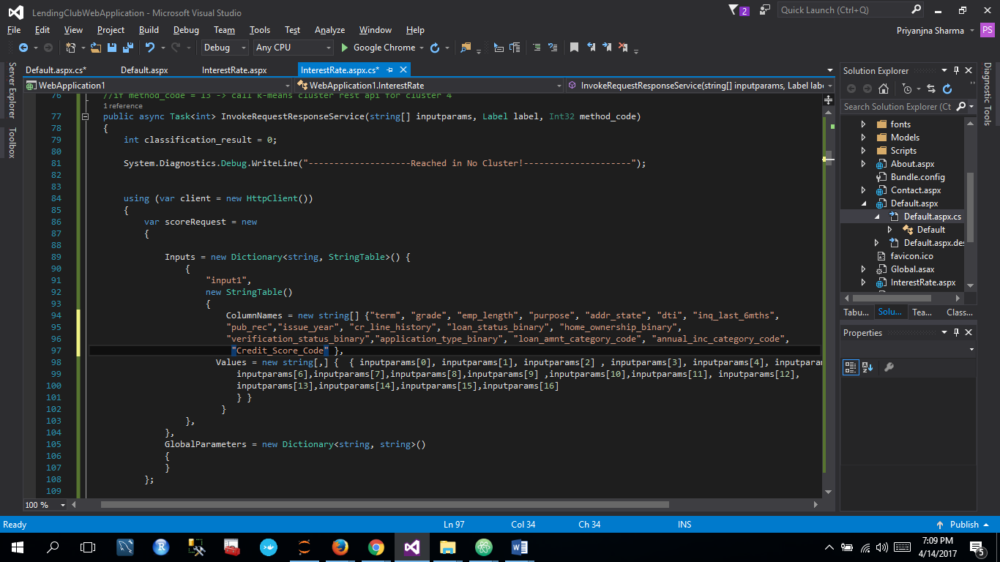 LendingClubWebApplication - Microsoft Visual Studio
2
Quick Launch (Ctrl+Q)
File Edit View Project Build Debug Team Tools Test Analyze Window Help
Priyanjna Sharma
PS
Debug Any CPU Google Chrome
Server Explorer
Toolbox
Default.aspx.cs* Default.aspx InterestRate.aspx InterestRate.aspx.cs*
WebApplication1 WebApplication1.InterestRate InvokeRequestResponseService(string[] inputparams, Label label
76 //if method_code = 13 -> call k-means cluster rest api for cluster 4
1 reference
77 public async Task<int> InvokeRequestResponseService(string[] inputparams, Label label, Int32 method_code)
78 {
79 int classification_result = 0;
80
81 System.Diagnostics.Debug.WriteLine("--------------------Reached in No Cluster!---------------------");
82
83
84 using (var client = new HttpClient())
85 {
86 var scoreRequest = new
87 {
88
89 Inputs = new Dictionary<string, StringTable>() {
90 {
91 "input1",
92 new StringTable()
93 {
94 ColumnNames = new string[] {"term", "grade", "emp_length", "purpose", "addr_state", "dti", "inq_last_6mths",
95 "pub_rec","issue_year", "cr_line_history", "loan_status_binary", "home_ownership_binary",
96 "verification_status_binary","application_type_binary", "loan_amnt_category_code", "annual_inc_category_code",
97 "Credit_Score_Code" },
98 Values = new string[,] { { inputparams[0], inputparams[1], inputparams[2] , inputparams[3], inputparams[4], inputparam
99 inputparams[6],inputparams[7],inputparams[8],inputparams[9] ,inputparams[10],inputparams[11], inputparams[12],
100 inputparams[13],inputparams[14],inputparams[15],inputparams[16]
101 } }
102 }
103 },
104 },
105 GlobalParameters = new Dictionary<string, string>()
106 {
107 }
108 };
109
100 %
Solution Explorer
Search Solution Explorer (Ct
fonts
Models
Scripts
About.aspx
Bundle.config
Contact.aspx
Default.aspx
Default.aspx.cs
Default
Default.aspx.des
favicon.ico
Global.asax
InterestRate.aspx
Tabu... Solu... Tea... Class...
Properties
Diagnostic Tools
Ready Ln 97 Col 34 Ch 34 INS Publish
7:09 PM
4/14/2017
5